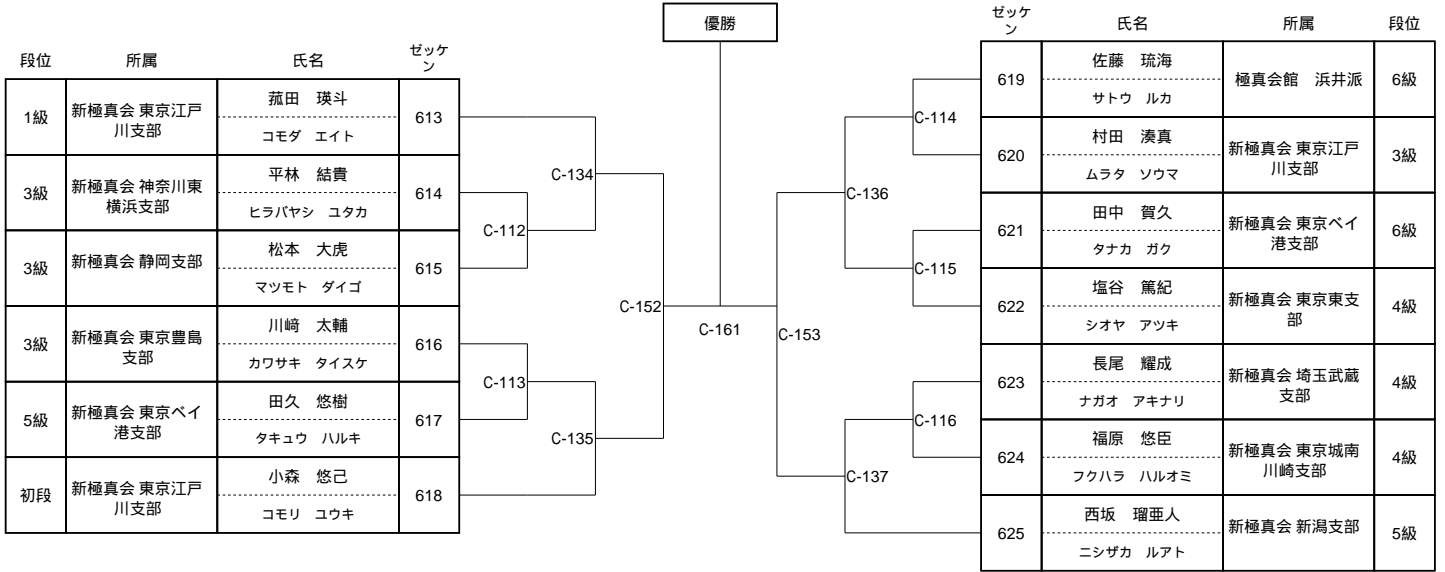 優勝
段位 所属 氏名 ゼッケン
1級 新極真会 東京江戸川支部 菰田 瑛斗 コモダ エイト 613
3級 新極真会 神奈川東横浜支部 平林 結貴 ヒラバヤシ ユタカ 614
3級 新極真会 静岡支部 松本 大虎 マツモト ダイゴ 615
3級 新極真会 東京豊島支部 川﨑 太輔 カワサキ タイスケ 616
5級 新極真会 東京ベイ港支部 田久 悠樹 タキュウ ハルキ 617
初段 新極真会 東京江戸川支部 小森 悠己 コモリ ユウキ 618
C-112
C-113
C-134
C-135
C-152
C-161
C-153
C-136
C-137
C-114
C-115
C-116
ゼッケン 氏名 所属 段位
619 佐藤 琉海 サトウ ルカ 極真会館 浜井派 6級
620 村田 湊真 ムラタ ソウマ 新極真会 東京江戸川支部 3級
621 田中 賀久 タナカ ガク 新極真会 東京ベイ港支部 6級
622 塩谷 篤紀 シオヤ アツキ 新極真会 東京東支部 4級
623 長尾 耀成 ナガオ アキナリ 新極真会 埼玉武蔵支部 4級
624 福原 悠臣 フクハラ ハルオミ 新極真会 東京城南川崎支部 4級
625 西坂 瑠亜人 ニシザカ ルアト 新極真会 新潟支部 5級